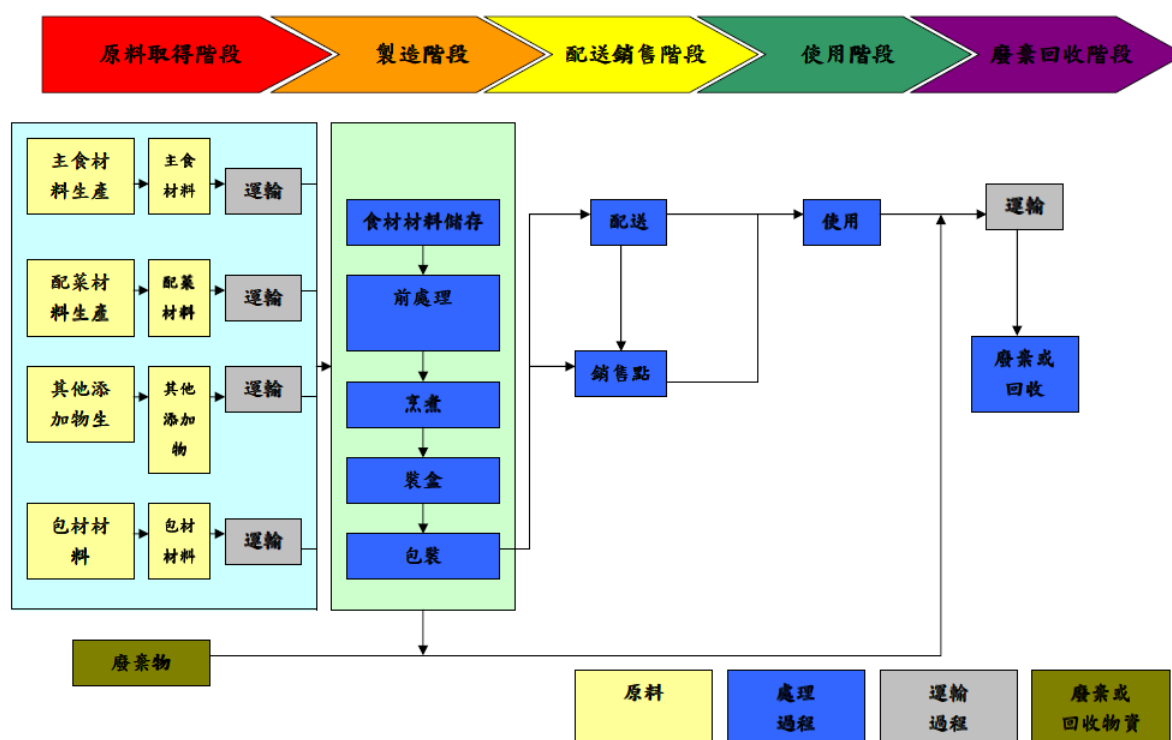 原料取得階段
製造階段
配送銷售階段
使用階段
廢棄回收階段
主食材
料生產
主食
材料
運輸
配菜材
料生產
配菜
材料
運輸
其他添
加物生
其他
添加
物
運輸
包材材
料
包材
材料
運輸
食材材料儲存
前處理
烹煮
裝盒
包裝
配送
銷售點
使用
運輸
廢棄或
回收
廢棄物
原料
處理
過程
運輸
過程
廢棄或
回收物資